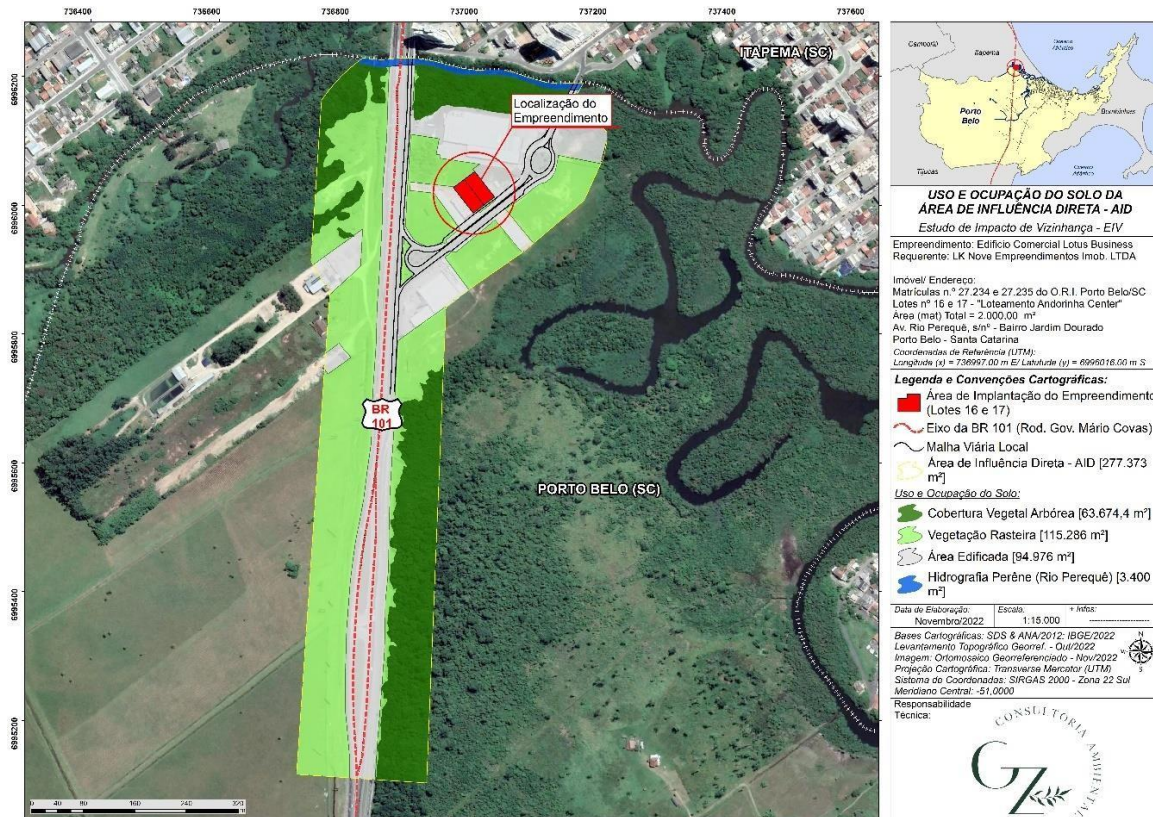 736400
736600
736800
737000
737200
737400
737600
6996200
6996000
6995800
6995600
6995400
6995200
ITAPEMA (SC)
Localização do
Empreendimento
BR
101
PORTO BELO (SC)
0 40 80 160 240 320
Camboriú
Itapema
Oceano
Atlântico
Porto
Belo
Bombinhas
Tijucas
Oceano
Atlântico
USO E OCUPAÇÃO DO SOLO DA
ÁREA DE INFLUÊNCIA DIRETA - AID
Estudo de Impacto de Vizinhança - EIV
Empreendimento: Edifício Comercial Lotus Business
Requerente: LK Nove Empreendimentos Imob. LTDA
Imóvel/ Endereço:
Matrículas n.º 27.234 e 27.235 do O.R.I. Porto Belo/SC
Lotes nº 16 e 17 - "Loteamento Andorinha Center"
Área (mat) Total = 2.000,00 m²
Av. Rio Perequê, s/nº - Bairro Jardim Dourado
Porto Belo - Santa Catarina
Coordenadas de Referência (UTM):
Longitude (x) = 736997.00 m E/ Latutude (y) = 6996016.00 m S
Legenda e Convenções Cartográficas:
Área de Implantação do Empreendimento
(Lotes 16 e 17)
Eixo da BR 101 (Rod. Gov. Mário Covas)
Malha Viária Local
Área de Influência Direta - AID [277.373
m²]
Uso e Ocupação do Solo:
Cobertura Vegetal Arbórea [63.674,4 m²]
Vegetação Rasteira [115.286 m²]
Área Edificada [94.976 m²]
Hidrografia Perêne (Rio Perequê) [3.400
m²]
Data de Elaboração: Escala: + Infos:
Novembro/2022 1:15.000 --------------------
Bases Cartográficas: SDS & ANA/2012; IBGE/2022
Levantamento Topográfico Georref. - Out/2022
Imagem: Ortomosaico Georreferenciado - Nov/2022
Projeção Cartográfica: Transverse Mercator (UTM)
Sistema de Coordenadas: SIRGAS 2000 - Zona 22 Sul
Meridiano Central: -51,0000
N
S
Responsabilidade
Técnica:
CONSULTORIA AMBIENTAL
GZ